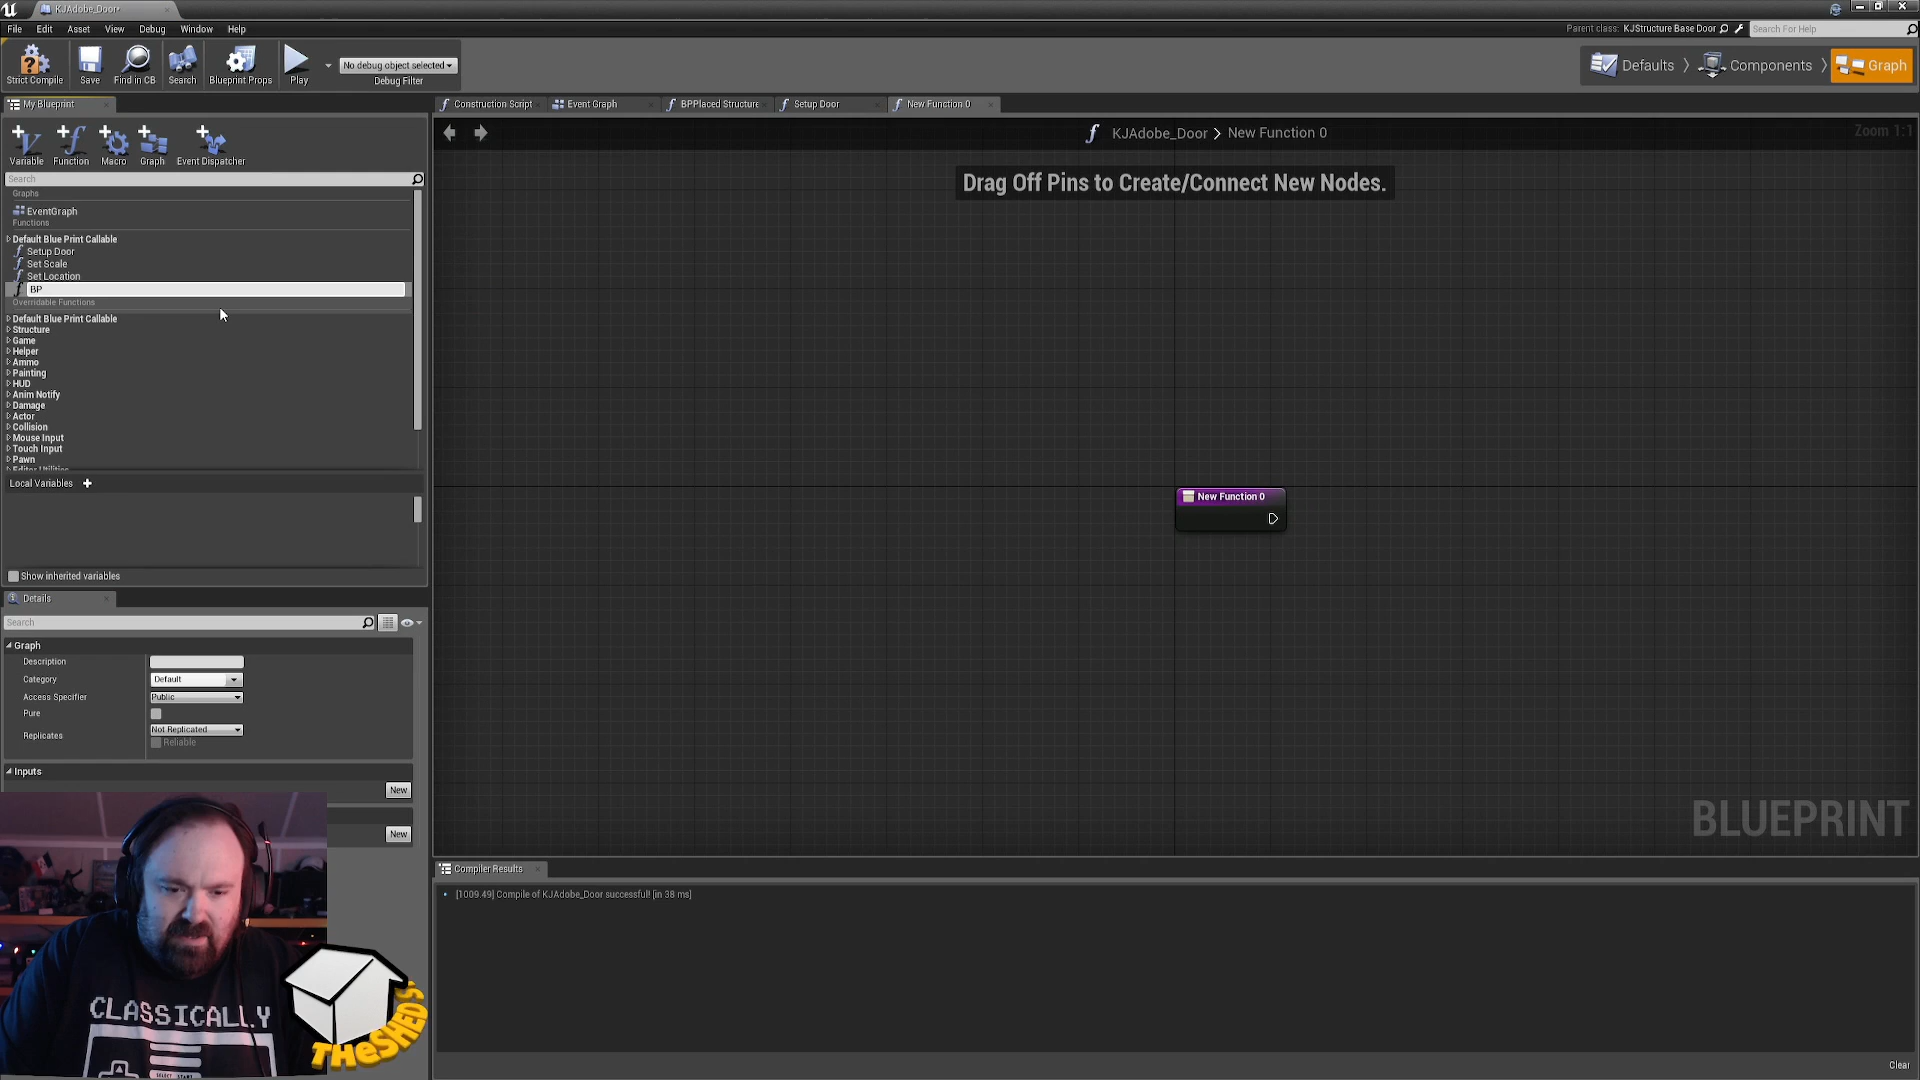 KJAdobe_Door*
File Edit Asset View Debug Window Help
Parent class: KJStructure Base Door
Search For Help
Strict Compile
Save
Find in CB
Search
Blueprint Props
Play
No debug object selected
Debug Filter
Defaults
Components
Graph
My Blueprint
Variable
Function
Macro
Graph
Event Dispatcher
Search
Graphs
EventGraph
Functions
Default Blue Print Callable
Setup Door
Set Scale
Set Location
BP
Overridable Functions
Default Blue Print Callable
Structure
Game
Helper
Ammo
Painting
HUD
Anim Notify
Damage
Actor
Collision
Mouse Input
Touch Input
Pawn
Editor Utilities
Local Variables
Show inherited variables
Details
Search
Graph
Description
Category
Default
Access Specifier
Public
Pure
Replicates
Not Replicated
Reliable
Inputs
New
New
Construction Script
Event Graph
BPPlaced Structure
Setup Door
New Function 0
KJAdobe_Door > New Function 0
Zoom 1:1
Drag Off Pins to Create/Connect New Nodes.
New Function 0
BLUEPRINT
Compiler Results
[1009.49] Compile of KJAdobe_Door successful! [in 38 ms]
Clear
CLASSICALLY
SELECT START
THeSHEDS